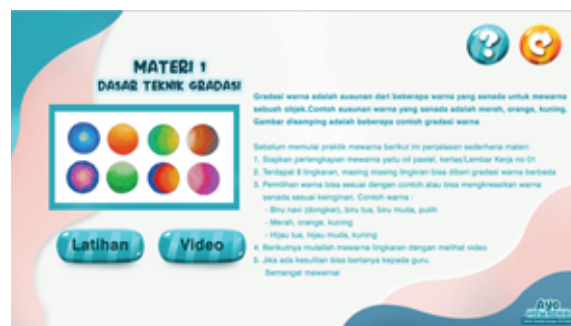 MATERI 1
DASAR TEKNIK GRADASI
Latihan
Video
Gradasi warna adalah susunan dari beberapa warna yang senada untuk mewarna
sebuah objek.Contoh susunan warna yang senada adalah merah, orange, kuning.
Gambar disamping adalah beberapa contoh gradasi warna
Sebelum memulai praktik mewarna berikut ini penjelasan sederhana materi:
1. Siapkan perlengkapan mewarna yaitu oil pastel, kertas/Lembar Kerja no 01
2. Terdapat 8 lingkaran, masing masing lingkran bisa diberi gradasi warna berbeda
3. Pemilihan warna bisa sesuai dengan contoh atau bisa mengkreasikan warna
senada sesuai keinginan. Contoh warna :
- Biru navi (dongker), biru tua, biru muda, putih
- Merah, orange, kuning
- Hijau tua, hijau muda, kuning
4. Berikutnya mulailah mewarna lingkaran dengan melihat video
5. Jika ada kesulitan bisa bertanya kepada guru.
Semangat mewarnai
Ayo